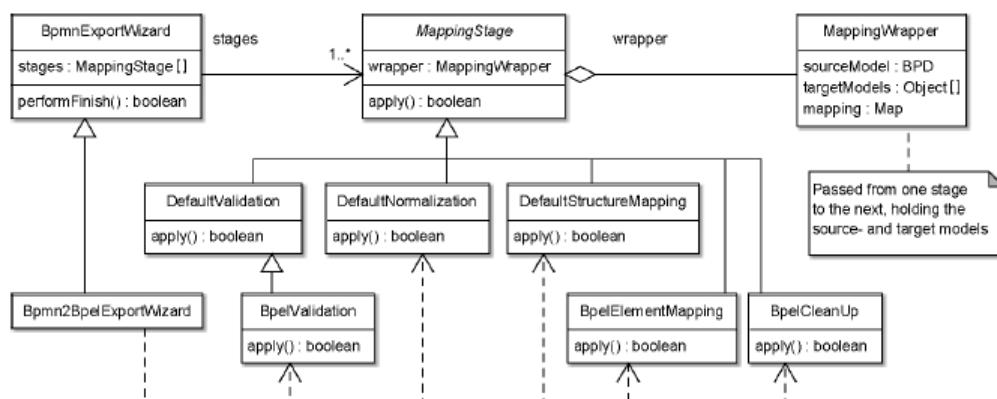 BpmnExportWizard
stages : MappingStage []
performFinish() : boolean
stages
1..*
MappingStage
wrapper : MappingWrapper
apply() : boolean
wrapper
MappingWrapper
sourceModel : BPD
targetModels : Object []
mapping : Map
Passed from one stage
to the next, holding the
source- and target models
DefaultValidation
apply() : boolean
DefaultNormalization
apply() : boolean
DefaultStructureMapping
apply() : boolean
Bpmn2BpelExportWizard
BpelValidation
apply() : boolean
BpelElementMapping
apply() : boolean
BpelCleanUp
apply() : boolean